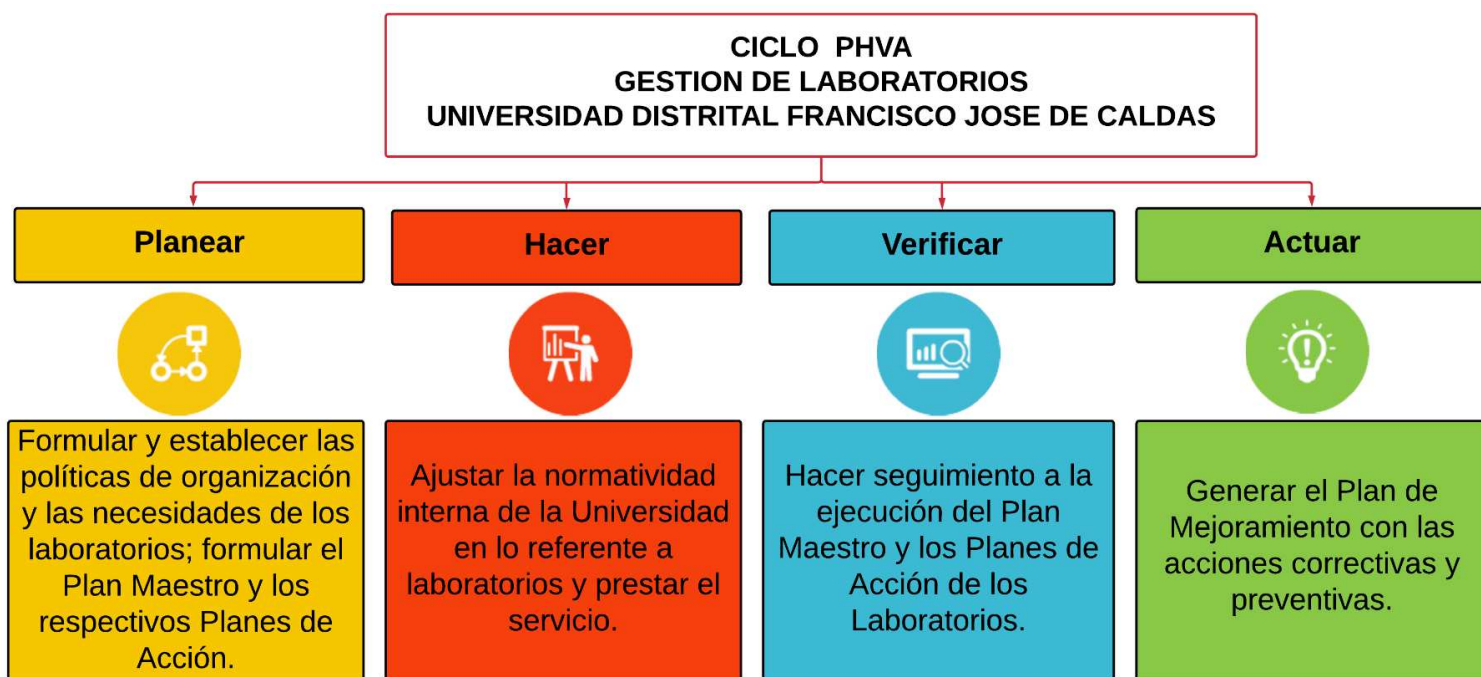 CICLO PHVA
GESTION DE LABORATORIOS
UNIVERSIDAD DISTRITAL FRANCISCO JOSE DE CALDAS
Planear
Hacer
Verificar
Actuar
Formular y establecer las
políticas de organización
y las necesidades de los
laboratorios; formular el
Plan Maestro y los
respectivos Planes de
Acción.
Ajustar la normatividad
interna de la Universidad
en lo referente a
laboratorios y prestar el
servicio.
Hacer seguimiento a la
ejecución del Plan
Maestro y los Planes de
Acción de los
Laboratorios.
Generar el Plan de
Mejoramiento con las
acciones correctivas y
preventivas.